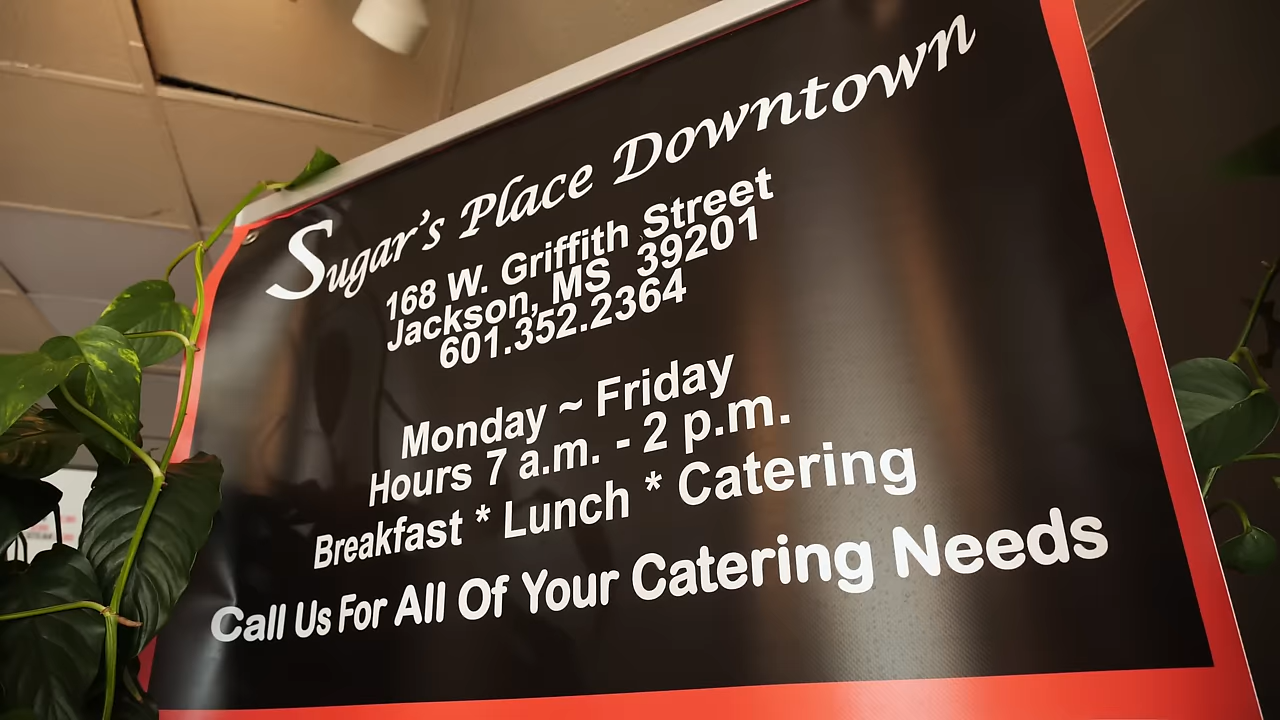 Sugar's Place Downtown
168 W. Griffith Street
Jackson, MS 39201
601.352.2364
Monday ~ Friday
Hours 7 a.m. - 2 p.m.
Breakfast * Lunch * Catering
Call Us For All Of Your Catering Needs